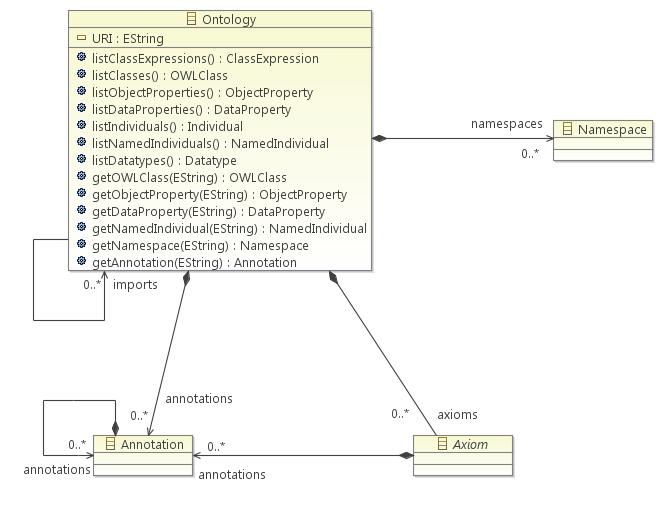 Ontology
URI : EString
listClassExpressions() : ClassExpression
listClasses() : OWLClass
listObjectProperties() : ObjectProperty
listDataProperties() : DataProperty
listIndividuals() : Individual
listNamedIndividuals() : NamedIndividual
listDatatypes() : Datatype
getOWLClass(EString) : OWLClass
getObjectProperty(EString) : ObjectProperty
getDataProperty(EString) : DataProperty
getNamedIndividual(EString) : NamedIndividual
getNamespace(EString) : Namespace
getAnnotation(EString) : Annotation
namespaces
0..*
Namespace
0..*
imports
annotations
0..*
0..*
axioms
0..*
annotations
Annotation
0..*
annotations
Axiom